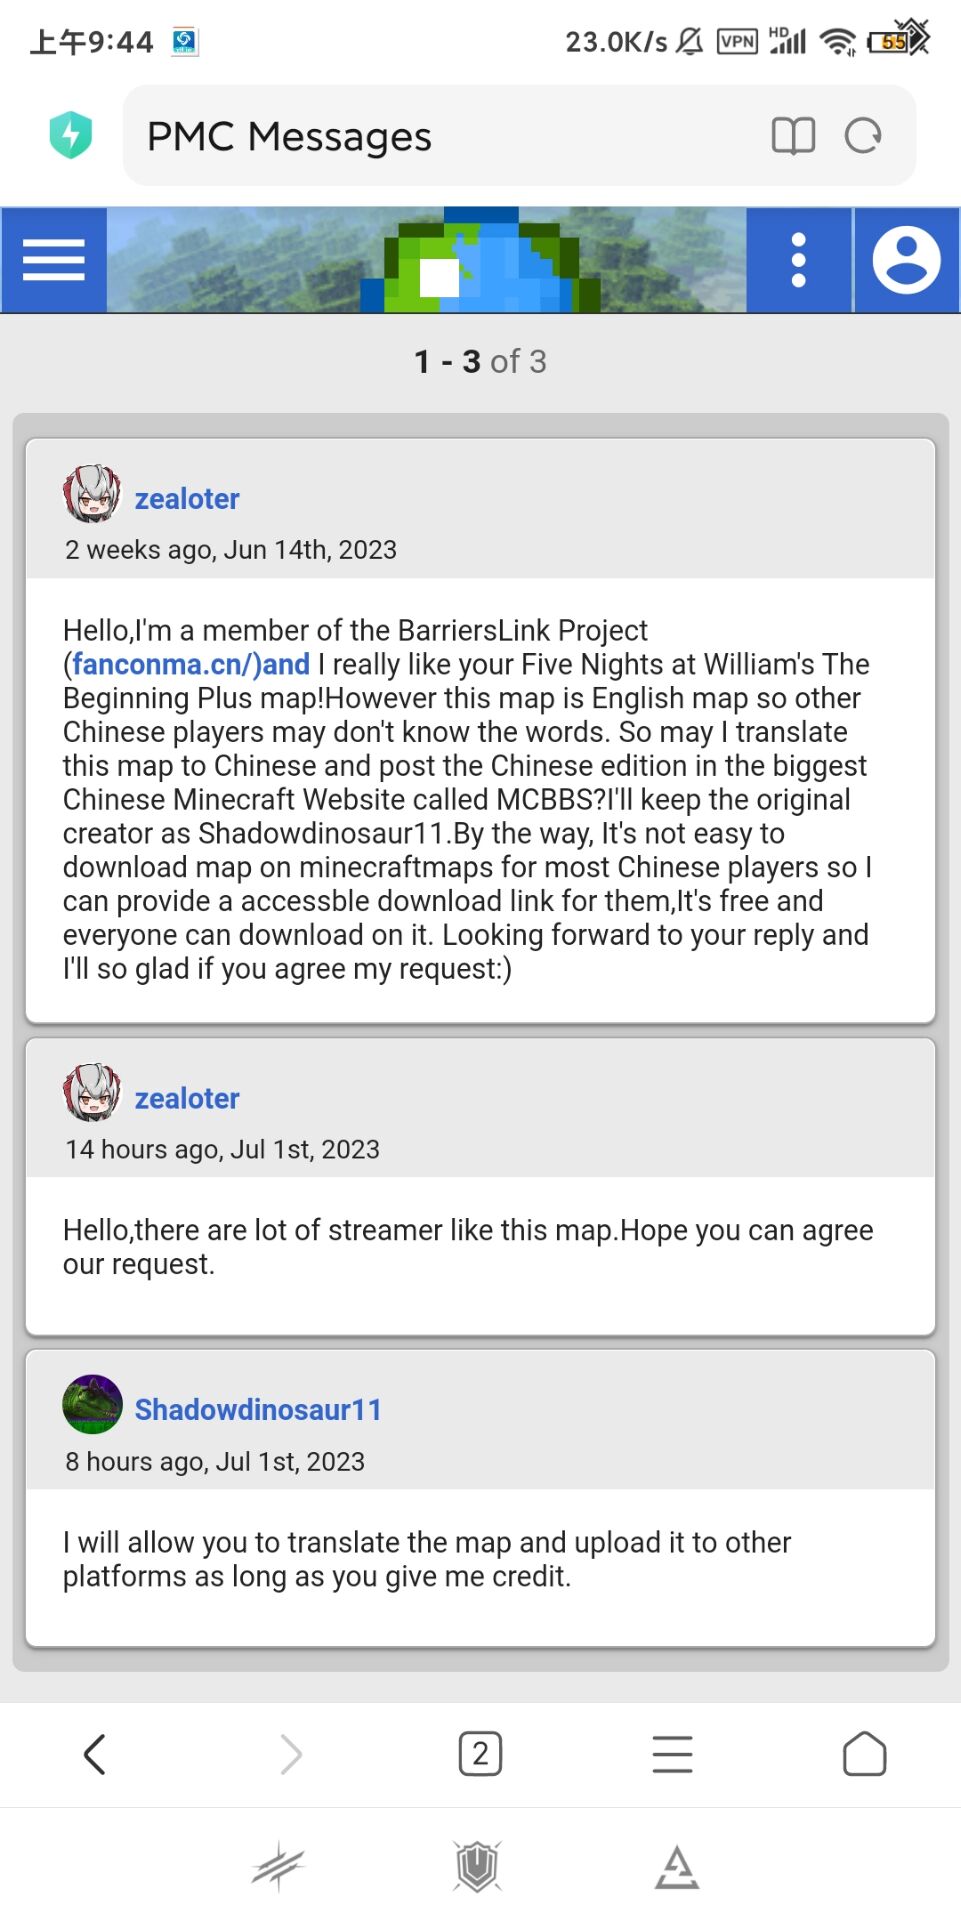 上午9:44
23.0K/s VPN HD 55
PMC Messages
1 - 3 of 3
zealoter
2 weeks ago, Jun 14th, 2023
Hello,I'm a member of the BarriersLink Project
(fanconma.cn/)and I really like your Five Nights at William's The
Beginning Plus map!However this map is English map so other
Chinese players may don't know the words. So may I translate
this map to Chinese and post the Chinese edition in the biggest
Chinese Minecraft Website called MCBBS?I'll keep the original
creator as Shadowdinosaur11.By the way, It's not easy to
download map on minecraftmaps for most Chinese players so I
can provide a accessble download link for them,It's free and
everyone can download on it. Looking forward to your reply and
I'll so glad if you agree my request:)
zealoter
14 hours ago, Jul 1st, 2023
Hello,there are lot of streamer like this map.Hope you can agree
our request.
Shadowdinosaur11
8 hours ago, Jul 1st, 2023
I will allow you to translate the map and upload it to other
platforms as long as you give me credit.
2